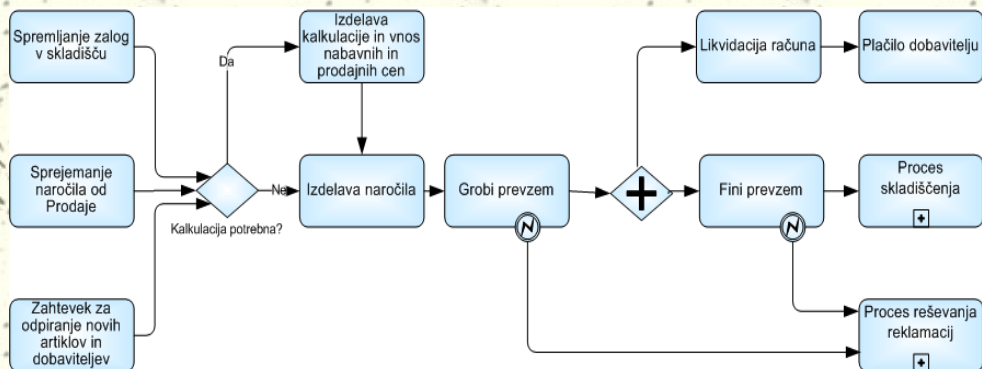 Spremljanje zalog
v skladišču
Da
Izdelava
kalkulacije in vnos
nabavnih in
prodajnih cen
Likvidacija računa
Plačilo dobavitelju
Sprejemanje
naročila od
Prodaje
Kalkulacija potrebna?
Ne
Izdelava naročila
Grobi prevzem
Fini prevzem
Proces
skladiščenja
Zahtevek za
odpiranje novih
artiklov in
dobaviteljev
Proces reševanja
reklamacij